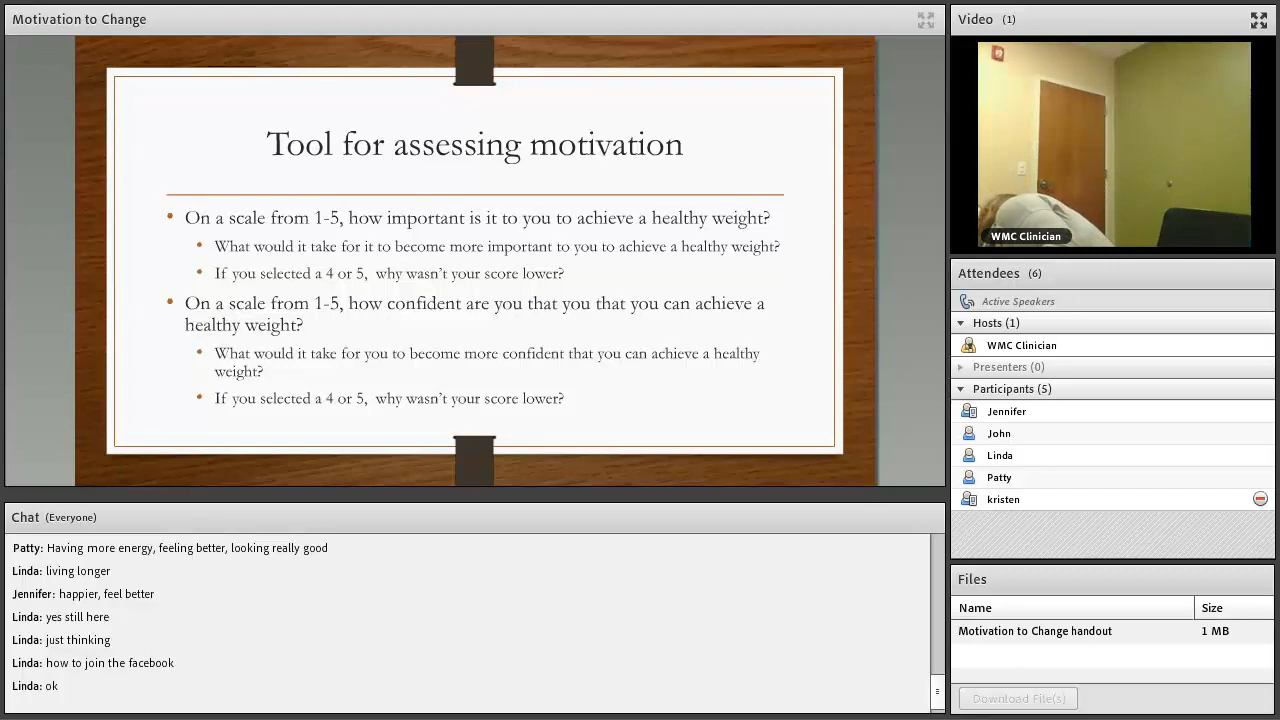 Motivation to Change
Tool for assessing motivation
On a scale from 1-5, how important is it to you to achieve a healthy weight?
What would it take for it to become more important to you to achieve a healthy weight?
If you selected a 4 or 5, why wasn't your score lower?
On a scale from 1-5, how confident are you that you that you can achieve a
healthy weight?
What would it take for you to become more confident that you can achieve a healthy
weight?
If you selected a 4 or 5, why wasn't your score lower?
Chat (Everyone)
Patty: Having more energy, feeling better, looking really good
Linda: living longer
Jennifer: happier, feel better
Linda: yes still here
Linda: just thinking
Linda: how to join the facebook
Linda: ok
Video (1)
WMC Clinician
Attendees (6)
Active Speakers
Hosts (1)
WMC Clinician
Presenters (0)
Participants (5)
Jennifer
John
Linda
Patty
kristen
Files
Name Size
Motivation to Change handout 1 MB
Download File(s)